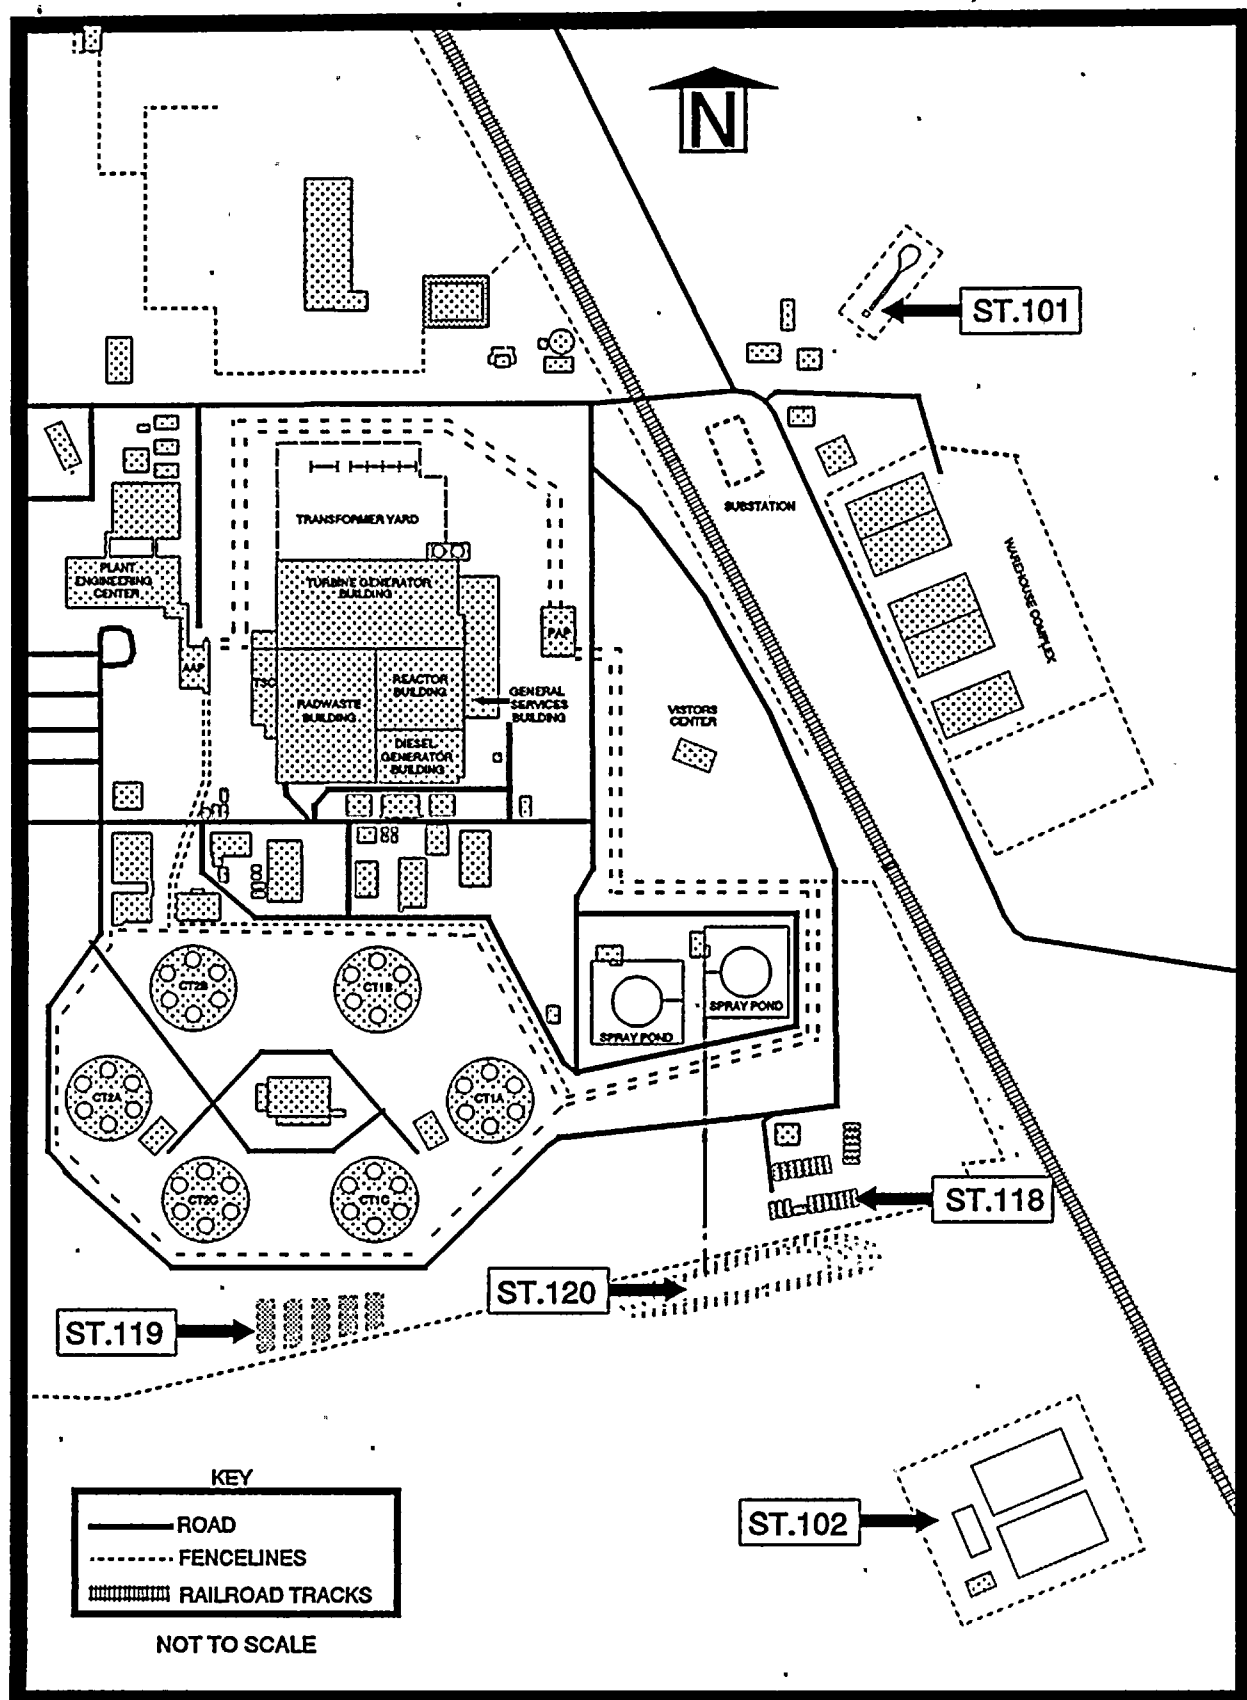 N
ST.101
SUBSTATION
TRANSFORMER YARD
WAREHOUSE COMPLEX
PLANT
ENGINEERING
CENTER
TURBINE GENERATOR
BUILDING
PAP
AAP
TSC
REACTOR
BUILDING
RADWASTE
BUILDING
GENERAL
SERVICES
BUILDING
VISTORS
CENTER
DIESEL
GENERATOR
BUILDING
CT2B
CT1B
SPRAY POND
SPRAY POND
CT2A
CT1A
CT2C
CT1C
ST.118
ST.120
ST.119
ST.102
KEY
ROAD
FENCELINES
RAILROAD TRACKS
NOT TO SCALE